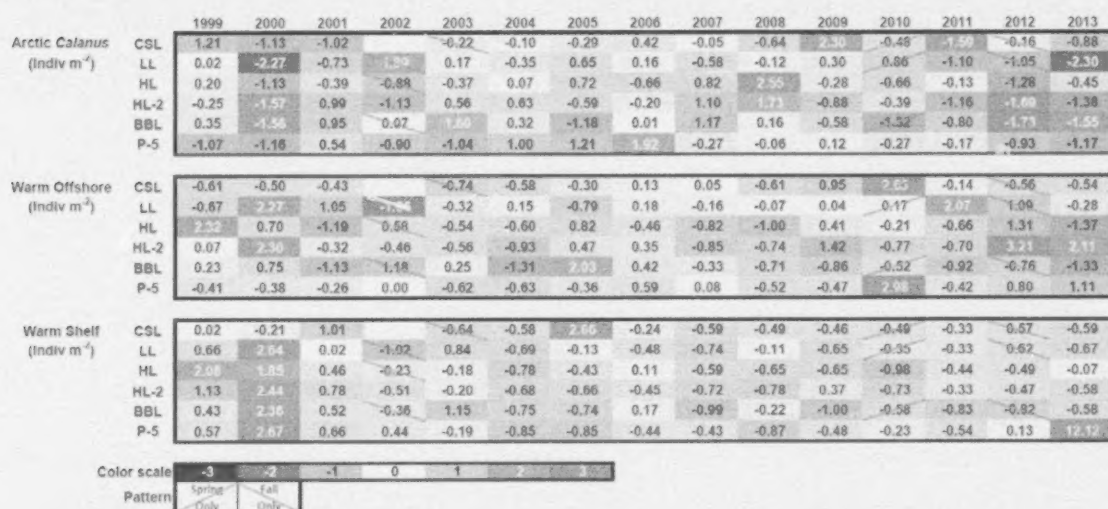 1999 2000 2001 2002 2003 2004 2005 2006 2007 2008 2009 2010 2011 2012 2013
Arctic Calanus CSL 1.21 -1.13 -1.02 -0.22 -0.10 -0.29 0.42 -0.05 -0.64 2.30 -0.48 -1.59 -0.16 -0.88
(Indiv m⁻²) LL 0.02 -2.27 -0.73 0.17 -0.35 0.65 0.16 -0.58 -0.12 0.30 0.86 -1.10 -1.05 -2.30
HL 0.20 -1.13 -0.39 -0.88 -0.37 0.07 0.72 -0.66 0.82 2.55 -0.28 -0.66 -0.13 -1.28 -0.45
HL-2 -0.25 -1.57 0.99 -1.13 0.56 0.63 -0.59 -0.20 1.10 1.73 -0.88 -0.39 -1.16 -1.69 -1.38
BBL 0.35 -1.56 0.95 0.07 1.60 0.32 -1.18 0.01 1.17 0.16 -0.58 -1.52 -0.80 -1.73 -1.55
P-5 -1.07 -1.16 0.54 -0.90 -1.04 1.00 1.21 1.92 -0.27 -0.06 0.12 -0.27 -0.17 -0.93 -1.17
Warm Offshore CSL -0.61 -0.50 -0.43 -0.74 -0.58 -0.30 0.13 0.05 -0.61 0.95 2.65 -0.14 -0.56 -0.54
(Indiv m⁻²) LL -0.67 2.27 1.05 -0.32 0.15 -0.79 0.18 -0.16 -0.07 0.04 0.17 2.07 1.09 -0.28
HL 2.32 0.70 -1.19 0.58 -0.54 -0.60 0.82 -0.46 -0.82 -1.00 0.41 -0.21 -0.66 1.31 -1.37
HL-2 0.07 2.30 -0.32 -0.46 -0.56 -0.93 0.47 0.35 -0.85 -0.74 1.42 -0.77 -0.70 3.21 2.11
BBL 0.23 0.75 -1.13 1.18 0.25 -1.31 2.03 0.42 -0.33 -0.71 -0.86 -0.52 -0.92 -0.76 -1.33
P-5 -0.41 -0.38 -0.26 0.00 -0.62 -0.63 -0.36 0.59 0.08 -0.52 -0.47 2.08 -0.42 0.80 1.11
Warm Shelf CSL 0.02 -0.21 1.01 -0.64 -0.58 2.66 -0.24 -0.59 -0.49 -0.46 -0.49 -0.33 0.57 -0.59
(Indiv m⁻²) LL 0.66 2.64 0.02 -1.02 0.84 -0.69 -0.13 -0.48 -0.74 -0.11 -0.65 -0.35 -0.33 0.62 -0.67
HL 2.08 1.85 0.46 -0.23 -0.18 -0.78 -0.43 0.11 -0.59 -0.65 -0.65 -0.98 -0.44 -0.49 -0.07
HL-2 1.13 2.44 0.78 -0.51 -0.20 -0.68 -0.66 -0.45 -0.72 -0.78 0.37 -0.73 -0.33 -0.47 -0.58
BBL 0.43 2.36 0.52 -0.36 1.15 -0.75 -0.74 0.17 -0.99 -0.22 -1.00 -0.58 -0.83 -0.82 -0.58
P-5 0.57 2.67 0.66 0.44 -0.19 -0.85 -0.85 -0.44 -0.43 -0.87 -0.48 -0.23 -0.54 0.13 12.12
Color scale -3 -2 -1 0 1 2 3
Pattern Spring Only Fall Only